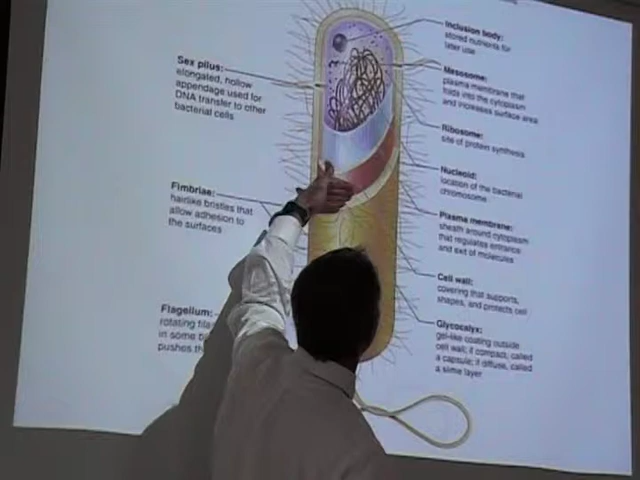 Sex pilus:
elongated, hollow
appendage used for
DNA transfer to other
bacterial cells
Fimbriae:
hairlike bristles that
allow adhesion to
the surfaces
Flagellum:
rotating
in some
pushes
Inclusion body:
stored nutrients for
later use
Mesosome:
plasma membrane that
folds into the cytoplasm
and increases surface area
Ribosome:
site of protein synthesis
Nucleoid:
location of the bacterial
chromosome
Plasma membrane:
sheath around cytoplasm
that regulates entrance
and exit of molecules
Cell wall:
covering that supports,
shapes, and protects cell
Glycocalyx:
gel-like coating outside
cell wall; if compact, called
a capsule; if diffuse, called
a slime layer